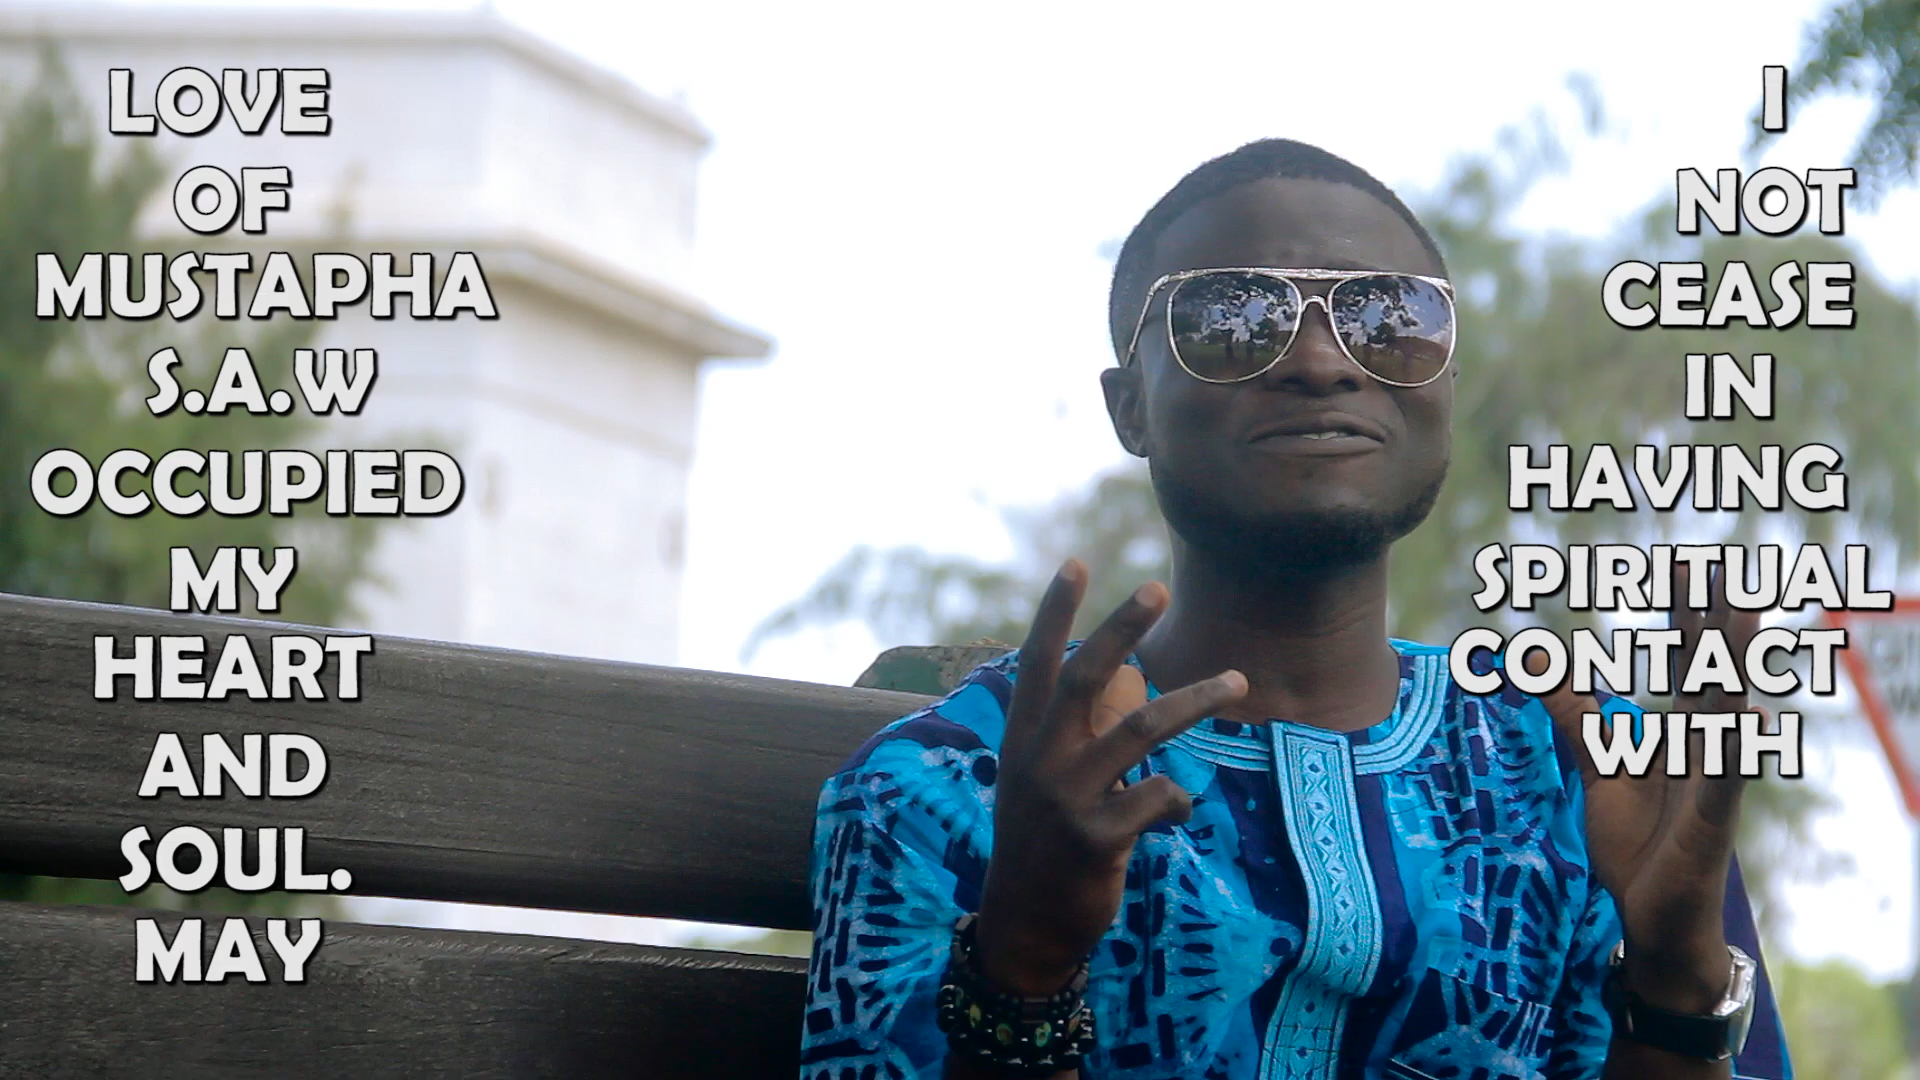 LOVE
OF
MUSTAPHA
S.A.W
OCCUPIED
MY
HEART
AND
SOUL.
MAY
I
NOT
CEASE
IN
HAVING
SPIRITUAL
CONTACT
WITH